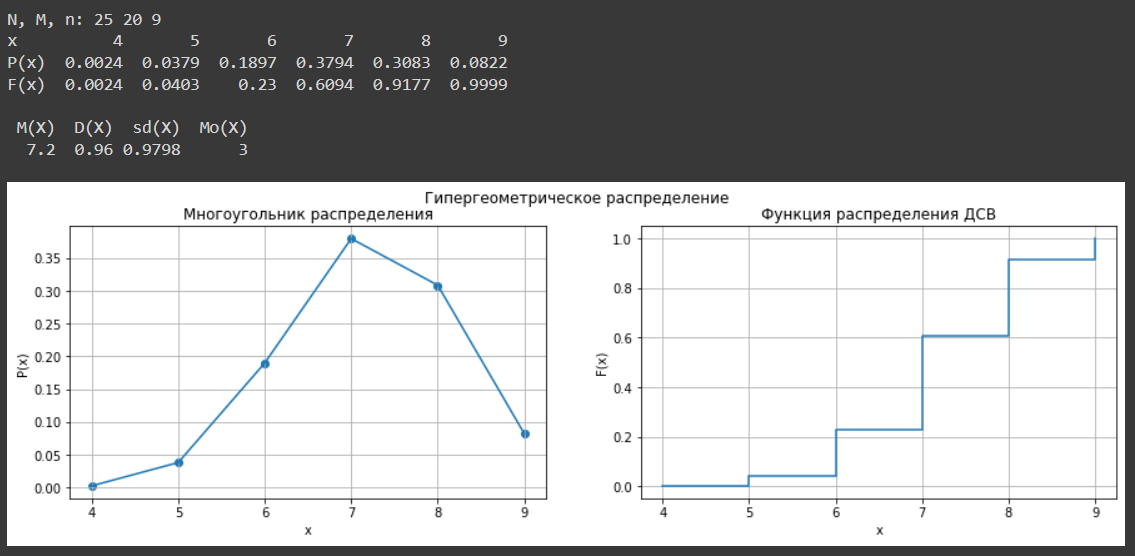 N, M, n: 25 20 9
x 4 5 6 7 8 9
P(x) 0.0024 0.0379 0.1897 0.3794 0.3083 0.0822
F(x) 0.0024 0.0403 0.23 0.6094 0.9177 0.9999
M(X) D(X) sd(X) Mo(X)
7.2 0.96 0.9798 3
Гипергеометрическое распределение
Многоугольник распределения
P(x)
0.35
0.30
0.25
0.20
0.15
0.10
0.05
0.00
4 5 6 7 8 9
x
Функция распределения ДСВ
F(x)
1.0
0.8
0.6
0.4
0.2
0.0
4 5 6 7 8 9
x